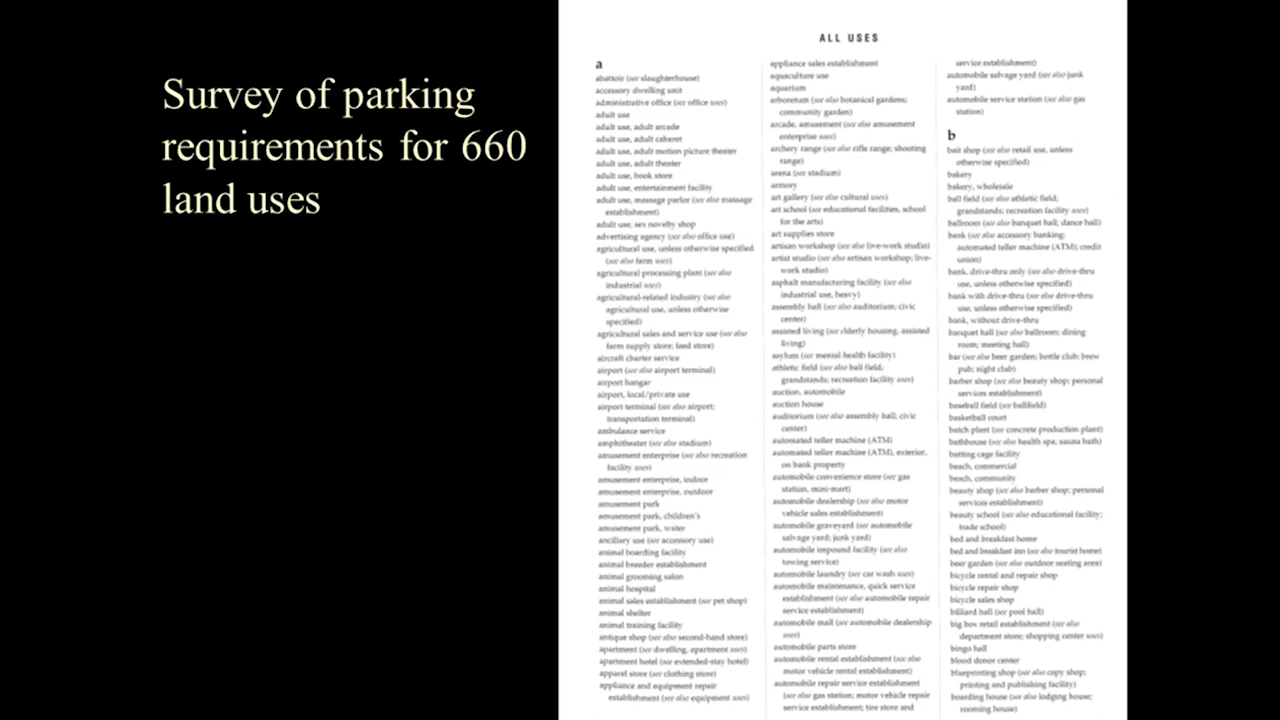 Survey of parking
requirements for 660
land uses
ALL USES
a
abattoir (see slaughterhouse)
accessory dwelling unit
administrative office (see office uses)
adult use
adult use, adult arcade
adult use, adult cabaret
adult use, adult motion picture theater
adult use, adult theater
adult use, book store
adult use, entertainment facility
adult use, massage parlor (see also massage
establishment)
adult use, sex novelty shop
advertising agency (see also office use)
agricultural use, unless otherwise specified
(see also farm uses)
agricultural processing plant (see also
industrial uses)
agricultural-related industry (see also
agricultural use, unless otherwise
specified)
agricultural sales and service use (see also
farm supply store; feed store)
aircraft charter service
airport (see also airport terminal)
airport hangar
airport, local/private use
airport terminal (see also airport;
transportation terminal)
ambulance service
amphitheater (see also stadium)
amusement enterprise (see also recreation
facility uses)
amusement enterprise, indoor
amusement enterprise, outdoor
amusement park
amusement park, children's
amusement park, water
ancillary use (see accessory use)
animal boarding facility
animal breeder establishment
animal grooming salon
animal hospital
animal sales establishment (see pet shop)
animal shelter
animal training facility
antique shop (see also second-hand store)
apartment (see dwelling, apartment uses)
apartment hotel (see extended-stay hotel)
apparel store (see clothing store)
appliance and equipment repair
establishment (see also equipment uses)
appliance sales establishment
aquaculture use
aquarium
arboretum (see also botanical gardens;
community garden)
arcade, amusement (see also amusement
enterprise uses)
archery range (see also rifle range; shooting
range)
arena (see stadium)
armory
art gallery (see also cultural uses)
art school (see educational facilities, school
for the arts)
art supplies store
artisan workshop (see also live-work studio)
artist studio (see also artisan workshop; live-
work studio)
asphalt manufacturing facility (see also
industrial use, heavy)
assembly hall (see also auditorium; civic
center)
assisted living (see elderly housing, assisted
living)
asylum (see mental health facility)
athletic field (see also ball field;
grandstands; recreation facility uses)
auction, automobile
auction house
auditorium (see also assembly hall; civic
center)
automated teller machine (ATM)
automated teller machine (ATM), exterior,
on bank property
automobile convenience store (see gas
station, mini-mart)
automobile dealership (see also motor
vehicle sales establishment)
automobile graveyard (see automobile
salvage yard; junk yard)
automobile impound facility (see also
towing service)
automobile laundry (see car wash uses)
automobile maintenance, quick service
establishment (see also automobile repair
service establishment)
automobile mall (see automobile dealership
uses)
automobile parts store
automobile rental establishment (see also
motor vehicle rental establishment)
automobile repair service establishment
(see also gas station; motor vehicle repair
service establishment; tire store and
service establishment)
automobile salvage yard (see also junk
yard)
automobile service station (see also gas
station)
b
bait shop (see also retail use, unless
otherwise specified)
bakery
bakery, wholesale
ball field (see also athletic field;
grandstands; recreation facility uses)
ballroom (see also banquet hall; dance hall)
bank (see also accessory banking;
automated teller machine (ATM); credit
union)
bank, drive-thru only (see also drive-thru
use, unless otherwise specified)
bank with drive-thru (see also drive-thru
use, unless otherwise specified)
bank, without drive-thru
banquet hall (see also ballroom; dining
room; meeting hall)
bar (see also beer garden; bottle club; brew
pub; night club)
barber shop (see also beauty shop; personal
services establishment)
baseball field (see ballfield)
basketball court
batch plant (see concrete production plant)
bathhouse (see also health spa; sauna bath)
batting cage facility
beach, commercial
beach, community
beauty shop (see also barber shop; personal
services establishment)
beauty school (see also educational facility;
trade school)
bed and breakfast home
bed and breakfast inn (see also tourist home)
beer garden (see also outdoor seating area)
bicycle rental and repair shop
bicycle repair shop
bicycle sales shop
billiard hall (see pool hall)
big box retail establishment (see also
department store; shopping center uses)
bingo hall
blood donor center
blueprinting shop (see also copy shop;
printing and publishing facility)
boarding house (see also lodging house;
rooming house)